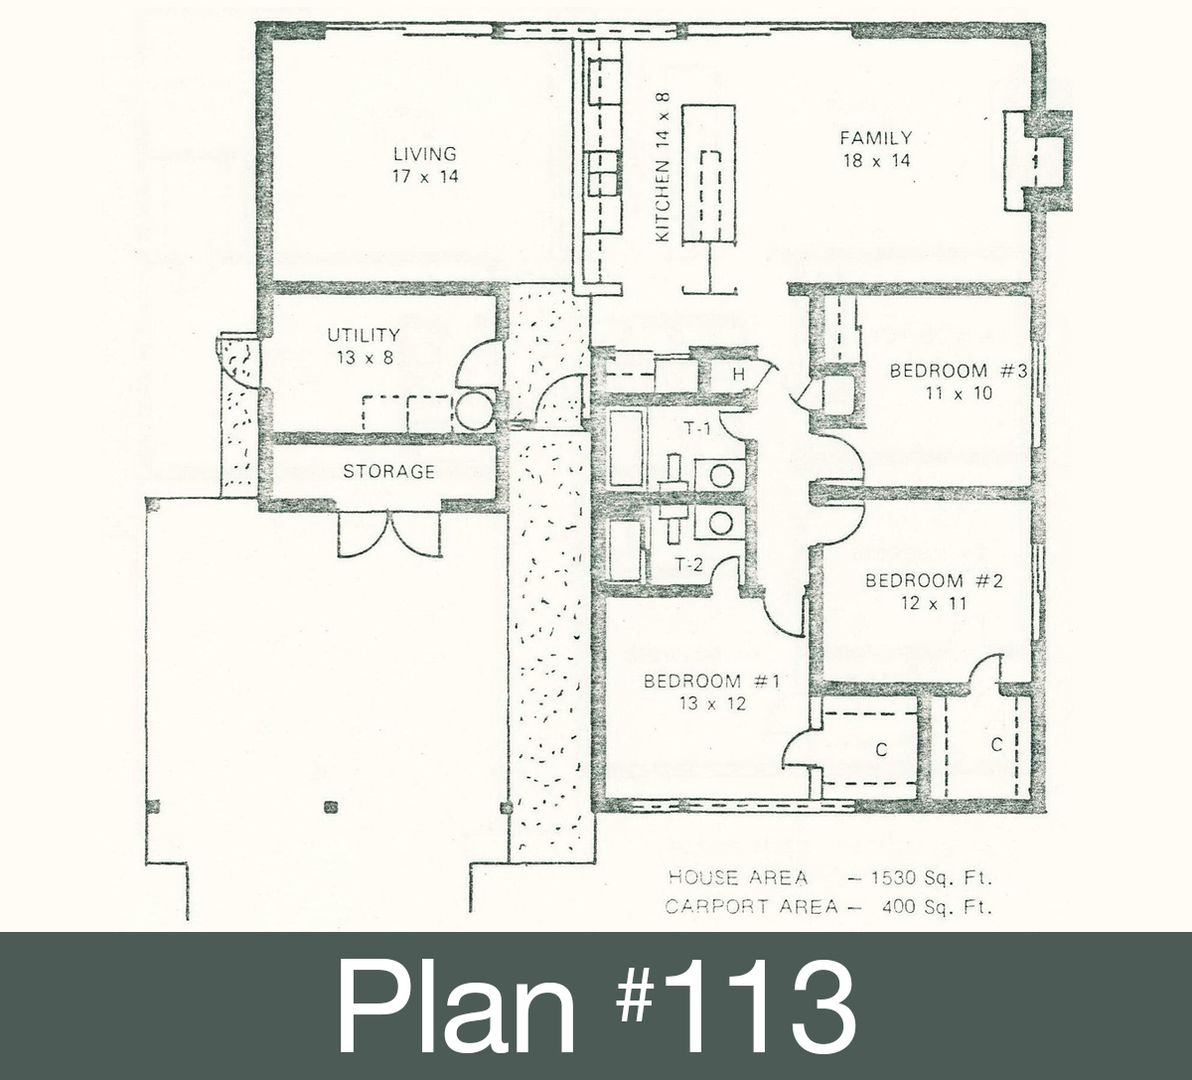 LIVING
17 x 14
KITCHEN 14 x 8
FAMILY
18 x 14
UTILITY
13 x 8
BEDROOM #3
11 x 10
H
T-1
STORAGE
T-2
BEDROOM #2
12 x 11
BEDROOM #1
13 x 12
C
C
HOUSE AREA — 1530 Sq. Ft.
CARPORT AREA — 400 Sq. Ft.
Plan #113